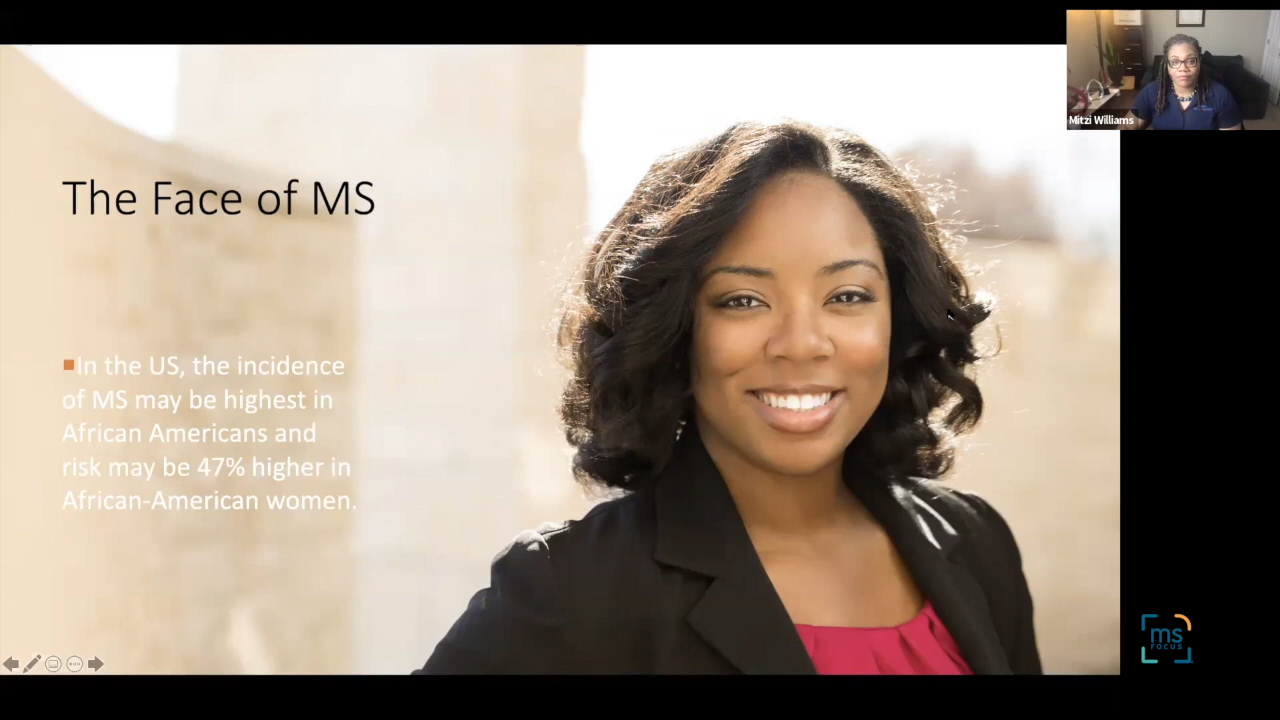 Mitzi Williams
The Face of MS
In the US, the incidence
of MS may be highest in
African Americans and
risk may be 47% higher in
African-American women.
ms
FOCUS